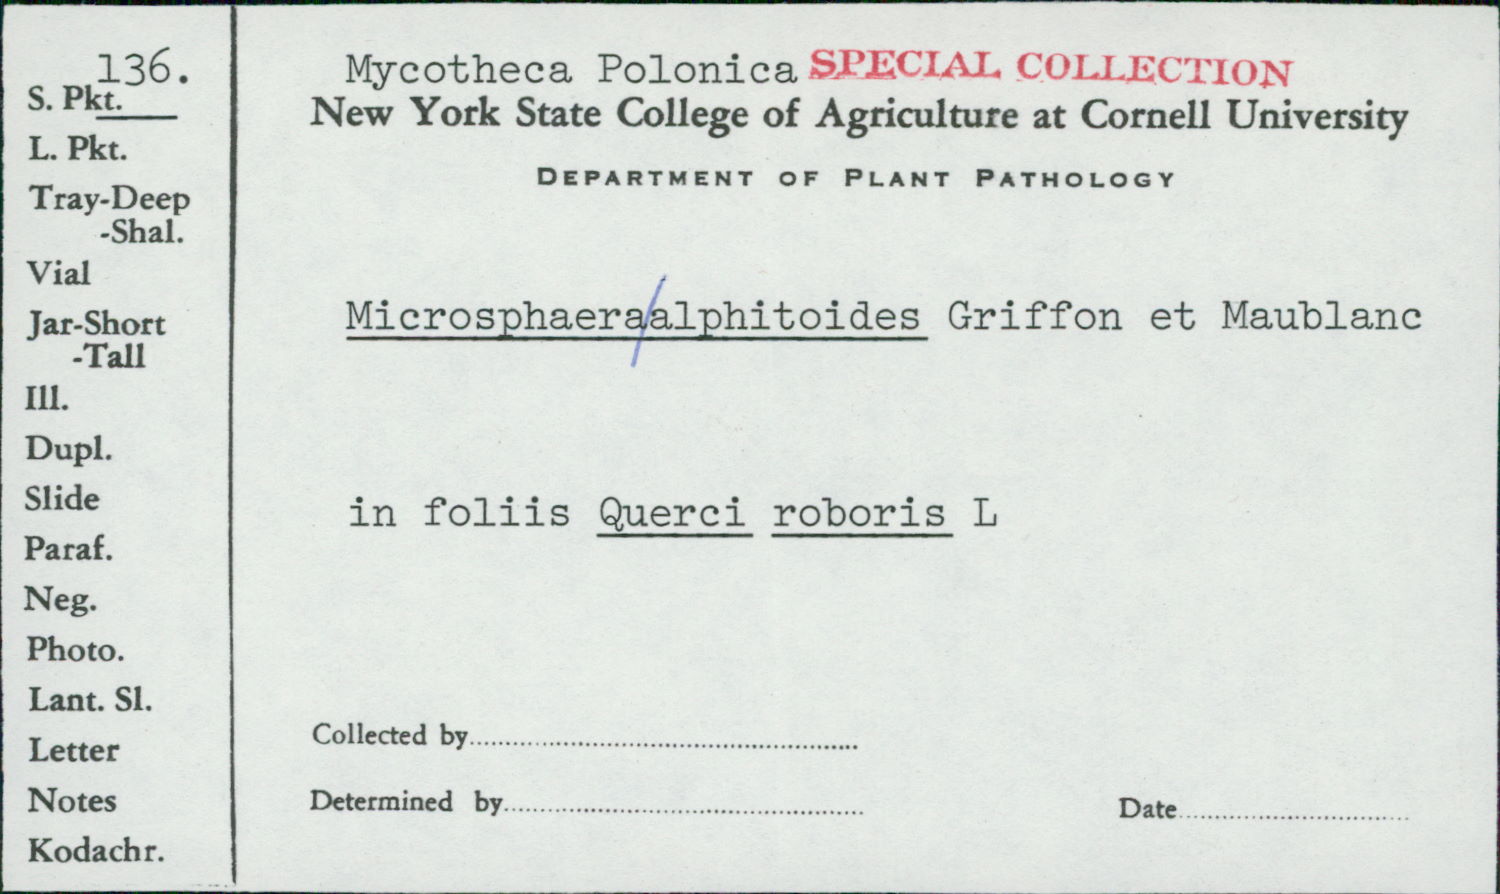 136.
S. Pkt.
L. Pkt.
Tray-Deep
-Shal.
Vial
Jar-Short
-Tall
Ill.
Dupl.
Slide
Paraf.
Neg.
Photo.
Lant. Sl.
Letter
Notes
Kodachr.
Mycotheca Polonica SPECIAL COLLECTION
New York State College of Agriculture at Cornell University
DEPARTMENT OF PLANT PATHOLOGY
Microsphaera/alphitoides Griffon et Maublanc
in foliis Querci roboris L
Collected by
Determined by
Date